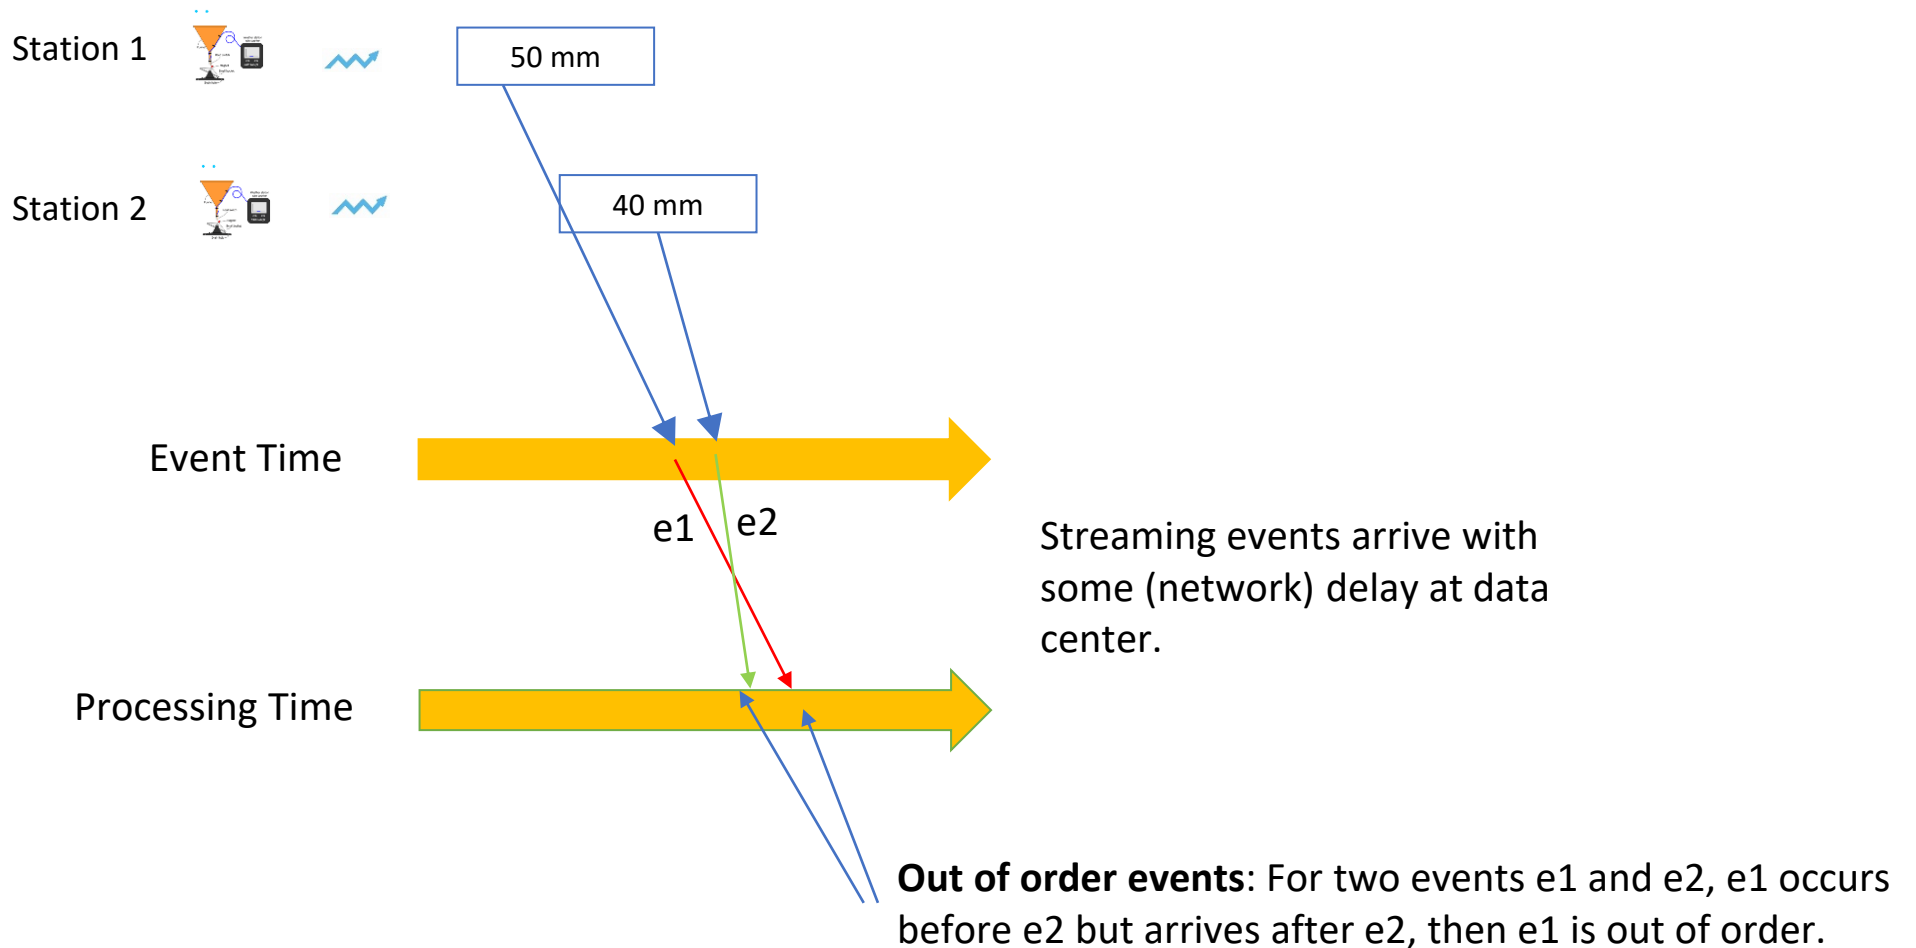 Station 1
50 mm
Station 2
40 mm
Event Time
e1
e2
Streaming events arrive with
some (network) delay at data
center.
Processing Time
Out of order events: For two events e1 and e2, e1 occurs
before e2 but arrives after e2, then e1 is out of order.